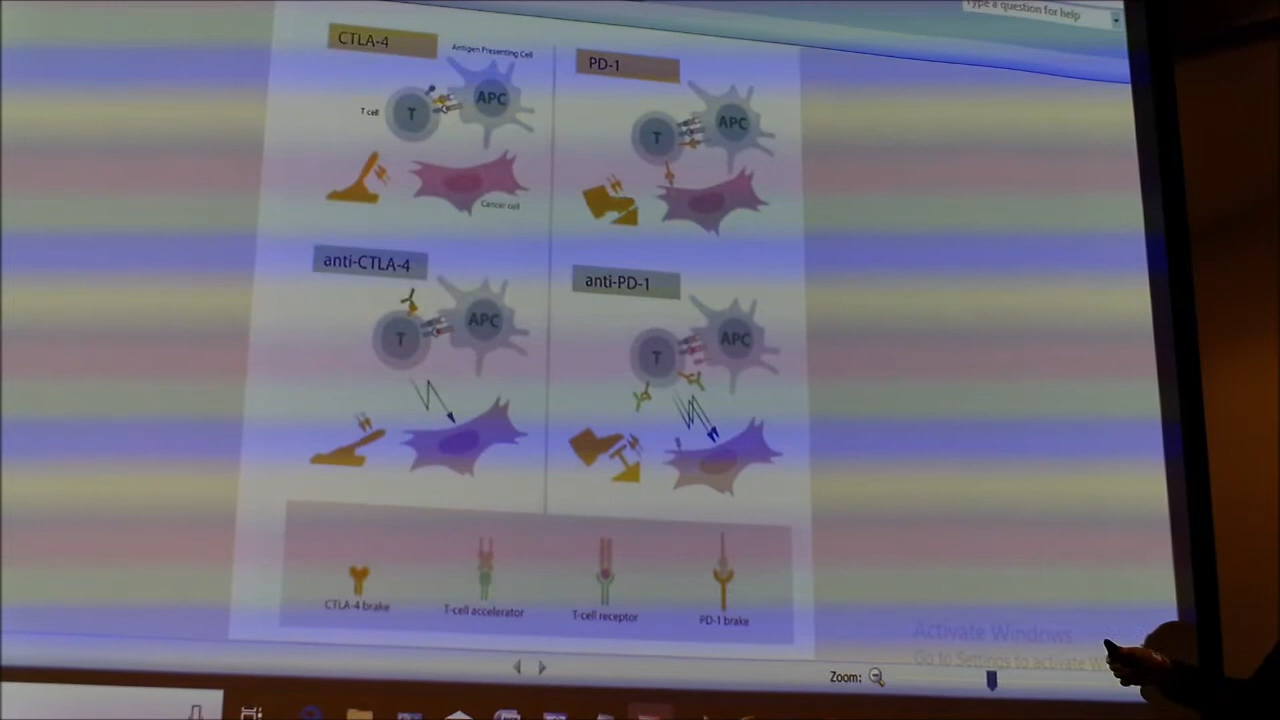 Type a question for help
CTLA-4
Antigen Presenting Cell
T cell
T
APC
Cancer cell
PD-1
T
APC
anti-CTLA-4
T
APC
anti-PD-1
T
APC
CTLA-4 brake
T-cell accelerator
T-cell receptor
PD-1 brake
Activate Windows
Go to Settings to activate W
Zoom: